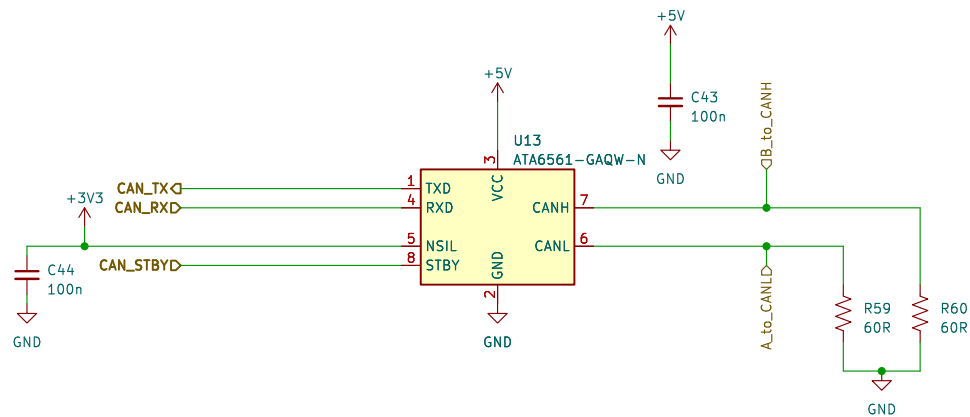 +5V
C43
100n
GND
+5V
U13
ATA6561-GAQW-N
B_to_CANH
3
VCC
CAN_TX
1
TXD
CAN_RX
4
RXD
CANH
7
+3V3
5
NSIL
CANL
6
CAN_STBY
8
STBY
GND
2
GND
C44
100n
GND
A_to_CANL
R59
60R
R60
60R
GND